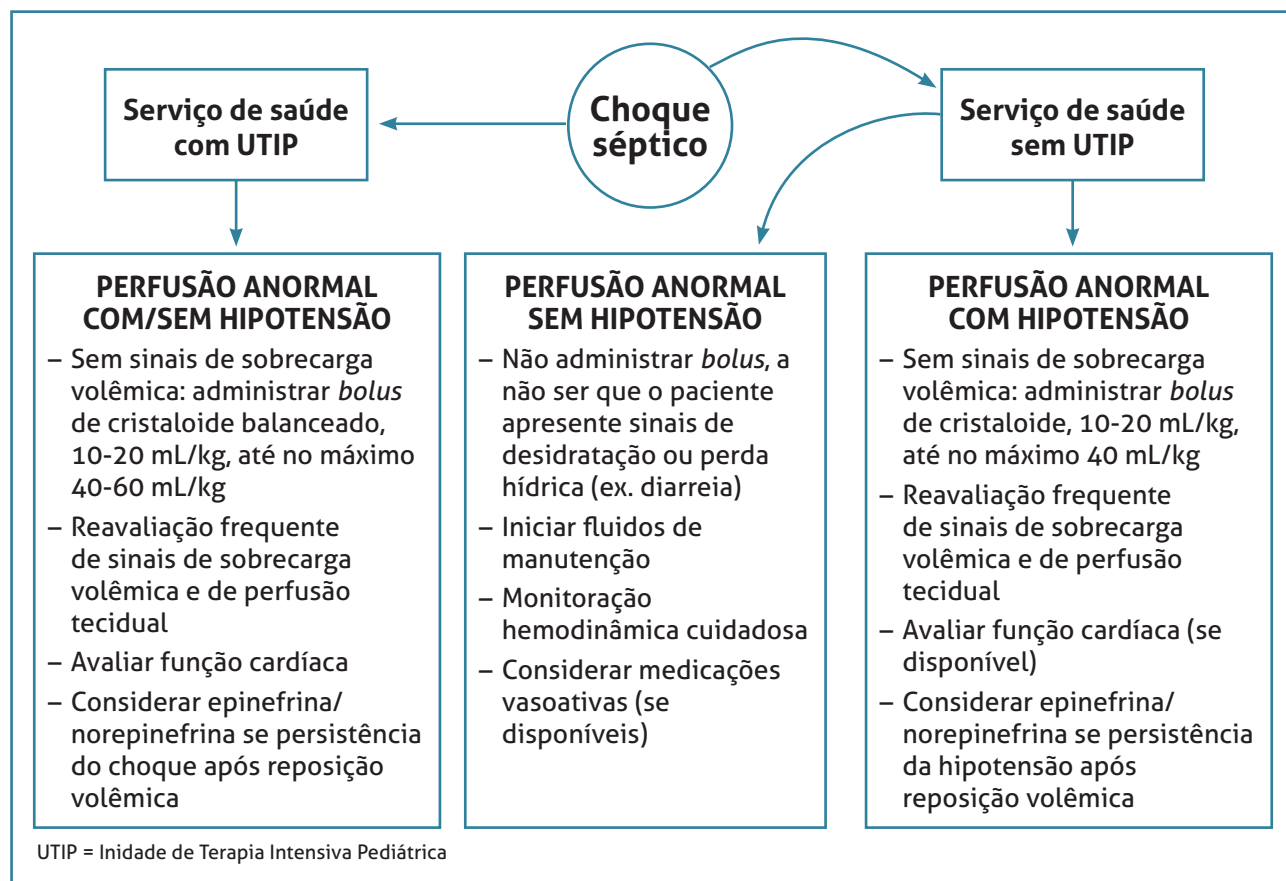 Choque
séptico
Serviço de saúde
com UTIP
Serviço de saúde
sem UTIP
PERFUSÃO ANORMAL
COM/SEM HIPOTENSÃO
– Sem sinais de sobrecarga
volêmica: administrar bolus
de cristaloide balanceado,
10-20 mL/kg, até no máximo
40-60 mL/kg
– Reavaliação frequente
de sinais de sobrecarga
volêmica e de perfusão
tecidual
– Avaliar função cardíaca
– Considerar epinefrina/
norepinefrina se persistência
do choque após reposição
volêmica
PERFUSÃO ANORMAL
SEM HIPOTENSÃO
– Não administrar bolus, a
não ser que o paciente
apresente sinais de
desidratação ou perda
hídrica (ex. diarreia)
– Iniciar fluidos de
manutenção
– Monitoração
hemodinâmica cuidadosa
– Considerar medicações
vasoativas (se
disponíveis)
PERFUSÃO ANORMAL
COM HIPOTENSÃO
– Sem sinais de sobrecarga
volêmica: administrar bolus
de cristaloide, 10-20 mL/kg,
até no máximo 40 mL/kg
– Reavaliação frequente
de sinais de sobrecarga
volêmica e de perfusão
tecidual
– Avaliar função cardíaca (se
disponível)
– Considerar epinefrina/
norepinefrina se persistência
da hipotensão após
reposição volêmica
UTIP = Inidade de Terapia Intensiva Pediátrica